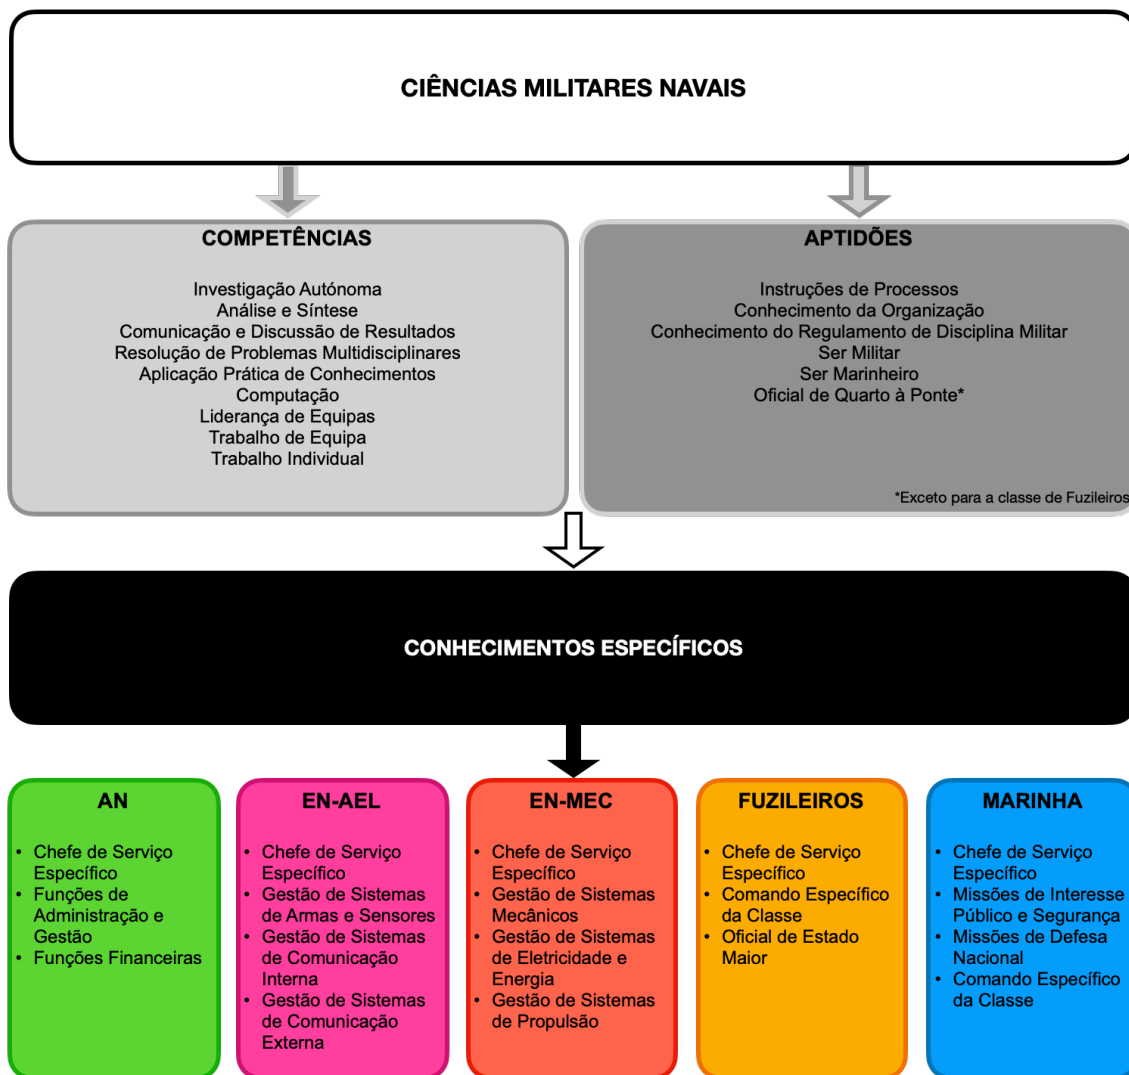 CIÊNCIAS MILITARES NAVAIS
COMPETÊNCIAS
Investigação Autónoma
Análise e Síntese
Comunicação e Discussão de Resultados
Resolução de Problemas Multidisciplinares
Aplicação Prática de Conhecimentos
Computação
Liderança de Equipas
Trabalho de Equipa
Trabalho Individual
APTIDÕES
Instruções de Processos
Conhecimento da Organização
Conhecimento do Regulamento de Disciplina Militar
Ser Militar
Ser Marinheiro
Oficial de Quarto à Ponte*
*Exceto para a classe de Fuzileiros
CONHECIMENTOS ESPECÍFICOS
AN
• Chefe de Serviço
Específico
• Funções de
Administração e
Gestão
• Funções Financeiras
EN-AEL
• Chefe de Serviço
Específico
• Gestão de Sistemas
de Armas e Sensores
• Gestão de Sistemas
de Comunicação
Interna
• Gestão de Sistemas
de Comunicação
Externa
EN-MEC
• Chefe de Serviço
Específico
• Gestão de Sistemas
Mecânicos
• Gestão de Sistemas
de Eletricidade e
Energia
• Gestão de Sistemas
de Propulsão
FUZILEIROS
• Chefe de Serviço
Específico
• Comando Específico
da Classe
• Oficial de Estado
Maior
MARINHA
• Chefe de Serviço
Específico
• Missões de Interesse
Público e Segurança
• Missões de Defesa
Nacional
• Comando Específico
da Classe